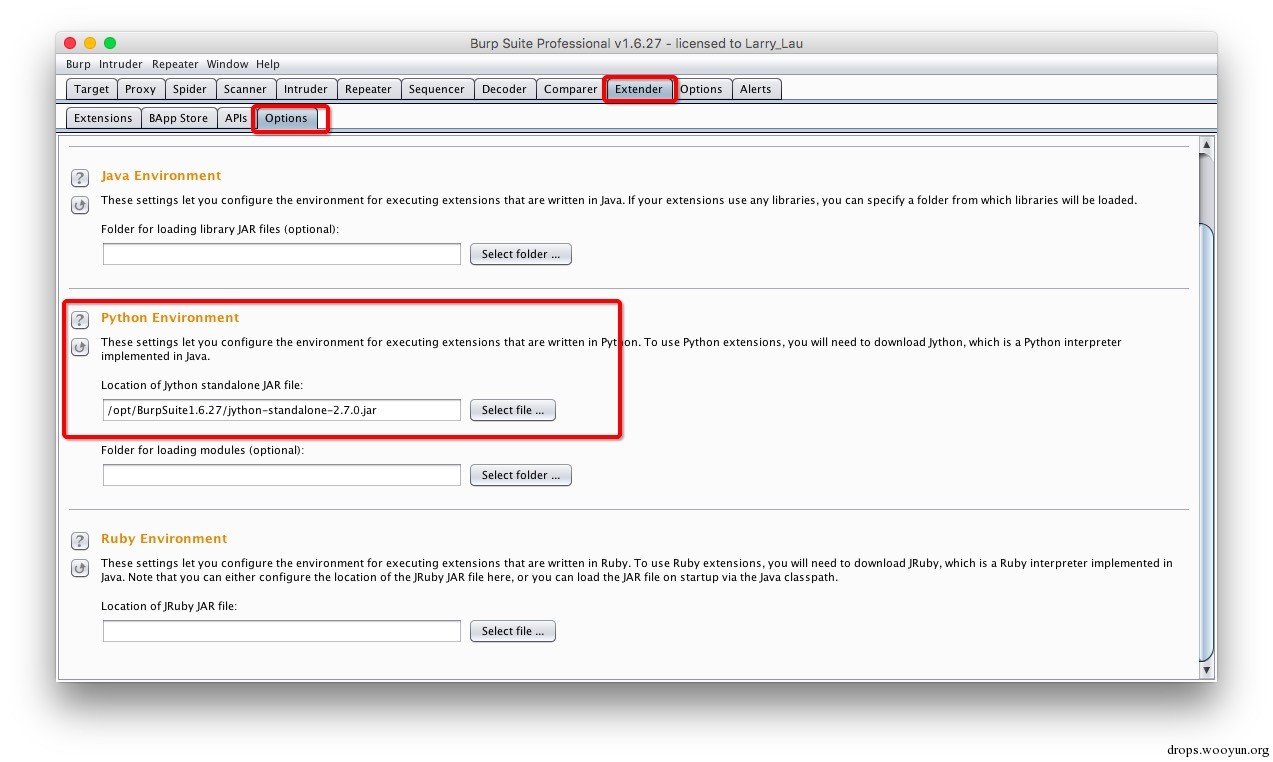 Burp Suite Professional v1.6.27 - licensed to Larry_Lau
Burp Intruder Repeater Window Help
Target Proxy Spider Scanner Intruder Repeater Sequencer Decoder Comparer Extender Options Alerts
Extensions BApp Store APIs Options
? Java Environment
These settings let you configure the environment for executing extensions that are written in Java. If your extensions use any libraries, you can specify a folder from which libraries will be loaded.
Folder for loading library JAR files (optional):
Select folder ...
? Python Environment
These settings let you configure the environment for executing extensions that are written in Python. To use Python extensions, you will need to download Jython, which is a Python interpreter
implemented in Java.
Location of Jython standalone JAR file:
/opt/BurpSuite1.6.27/jython-standalone-2.7.0.jar Select file ...
Folder for loading modules (optional):
Select folder ...
? Ruby Environment
These settings let you configure the environment for executing extensions that are written in Ruby. To use Ruby extensions, you will need to download JRuby, which is a Ruby interpreter implemented in
Java. Note that you can either configure the location of the JRuby JAR file here, or you can load the JAR file on startup via the Java classpath.
Location of JRuby JAR file:
Select file ...
drops.wooyun.org